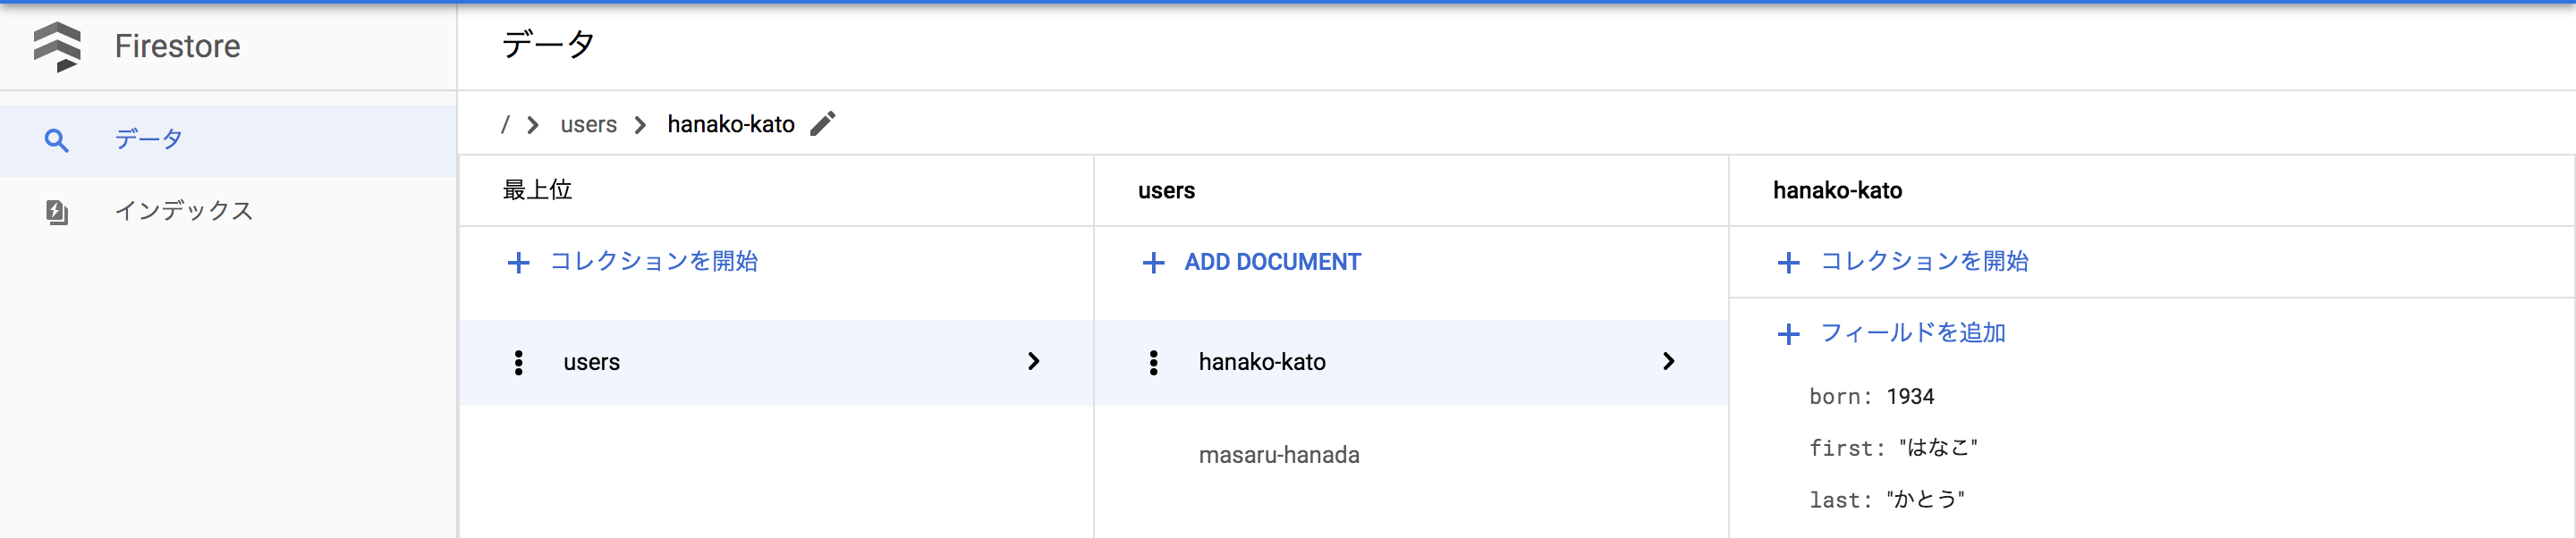 Firestore
データ
インデックス
データ
/ > users > hanako-kato
最上位
+ コレクションを開始
users
users
+ ADD DOCUMENT
hanako-kato
masaru-hanada
hanako-kato
+ コレクションを開始
+ フィールドを追加
born: 1934
first: "はなこ"
last: "かとう"